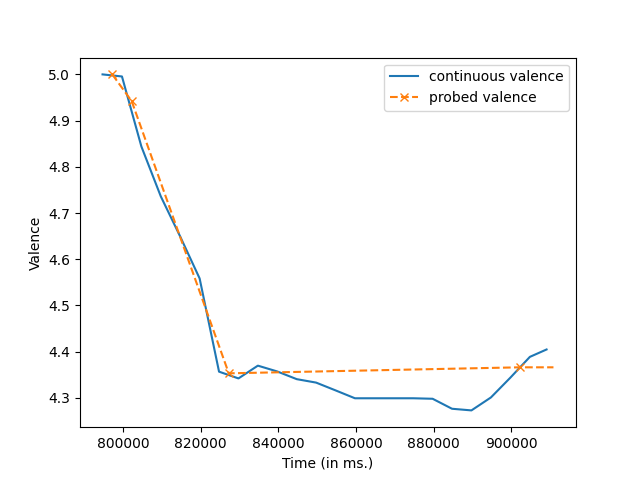 continuous valence
probed valence
5.0
4.9
4.8
4.7
4.6
4.5
4.4
4.3
Valence
800000 820000 840000 860000 880000 900000
Time (in ms.)